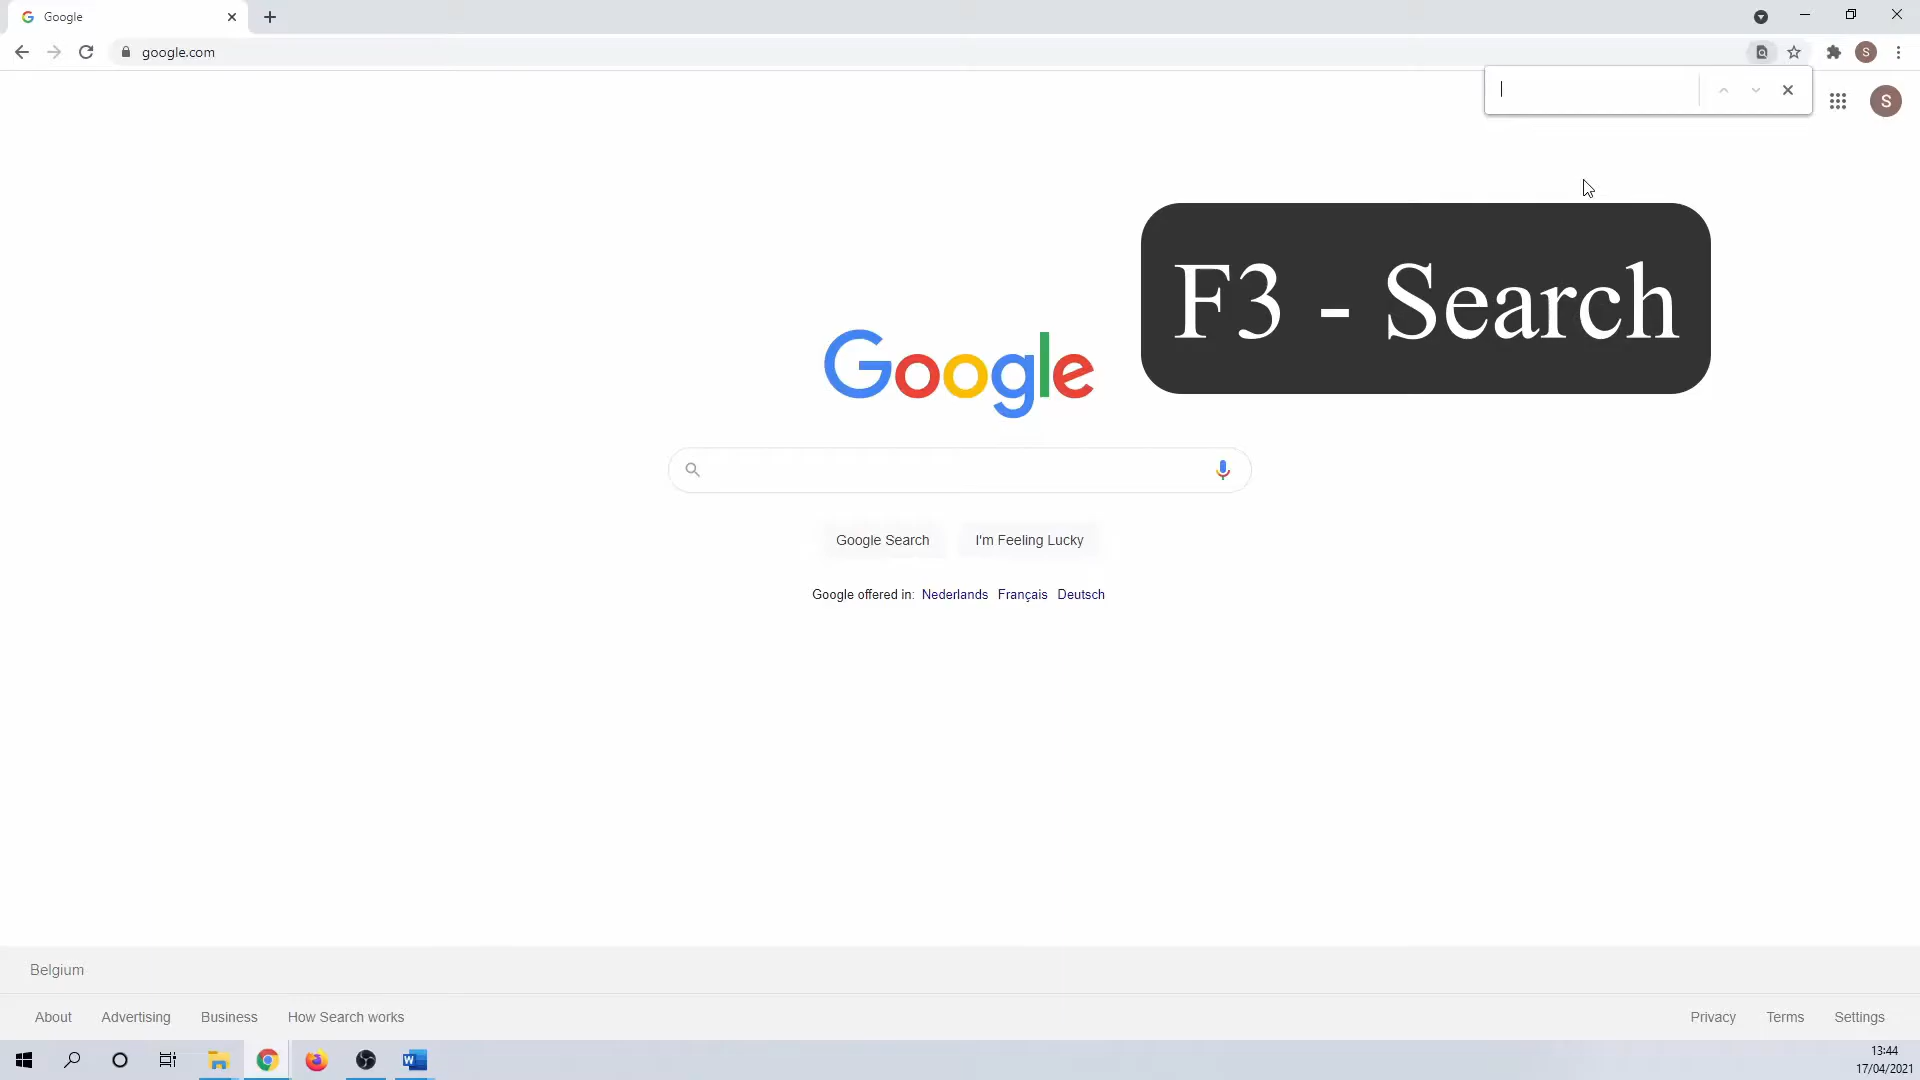 Google
google.com
S
S
F3 - Search
Google
Google Search
I'm Feeling Lucky
Google offered in: Nederlands Français Deutsch
Belgium
About
Advertising
Business
How Search works
Privacy
Terms
Settings
W
13:44
17/04/2021